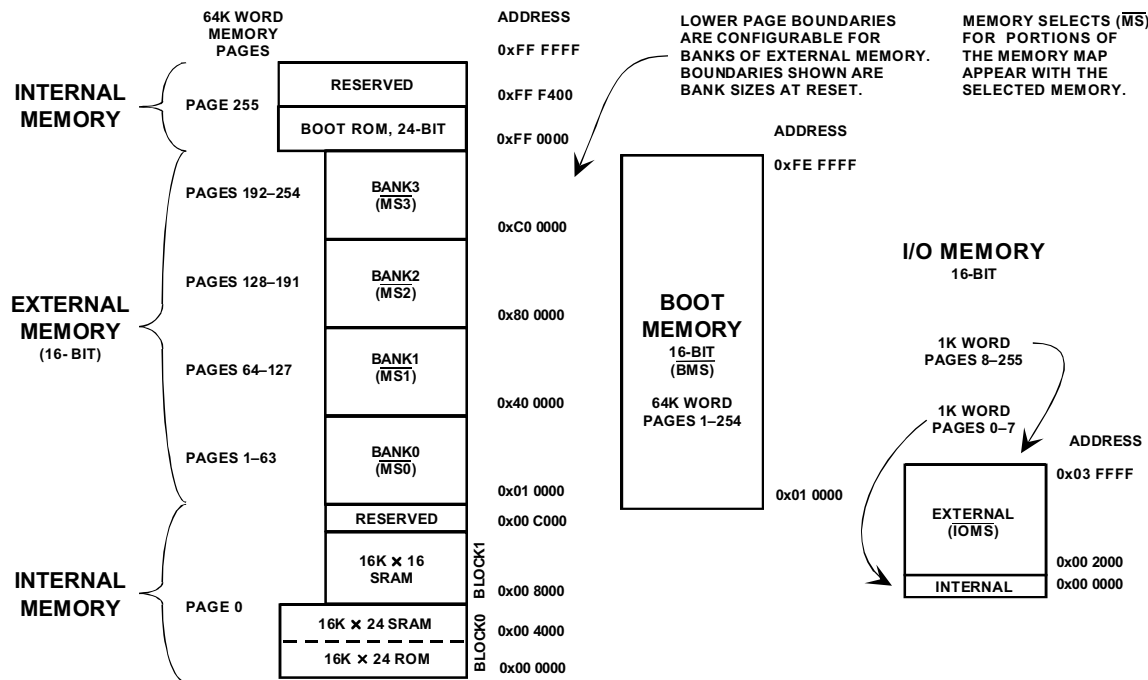 64K WORD
MEMORY
PAGES
ADDRESS
0xFF FFFF
INTERNAL
MEMORY
PAGE 255
RESERVED
0xFF F400
BOOT ROM, 24-BIT
0xFF 0000
PAGES 192–254
BANK3
(MS3)
0xC0 0000
EXTERNAL
MEMORY
(16- BIT)
PAGES 128–191
BANK2
(MS2)
0x80 0000
PAGES 64–127
BANK1
(MS1)
0x40 0000
PAGES 1–63
BANK0
(MS0)
0x01 0000
RESERVED
0x00 C000
INTERNAL
MEMORY
PAGE 0
16K × 16
SRAM
BLOCK1
0x00 8000
16K × 24 SRAM
0x00 4000
BLOCK0
16K × 24 ROM
0x00 0000
LOWER PAGE BOUNDARIES
ARE CONFIGURABLE FOR
BANKS OF EXTERNAL MEMORY.
BOUNDARIES SHOWN ARE
BANK SIZES AT RESET.
MEMORY SELECTS (MS)
FOR PORTIONS OF
THE MEMORY MAP
APPEAR WITH THE
SELECTED MEMORY.
ADDRESS
0xFE FFFF
BOOT
MEMORY
16-BIT
(BMS)
64K WORD
PAGES 1–254
0x01 0000
I/O MEMORY
16-BIT
1K WORD
PAGES 8–255
1K WORD
PAGES 0–7
ADDRESS
0x03 FFFF
EXTERNAL
(IOMS)
0x00 2000
INTERNAL
0x00 0000